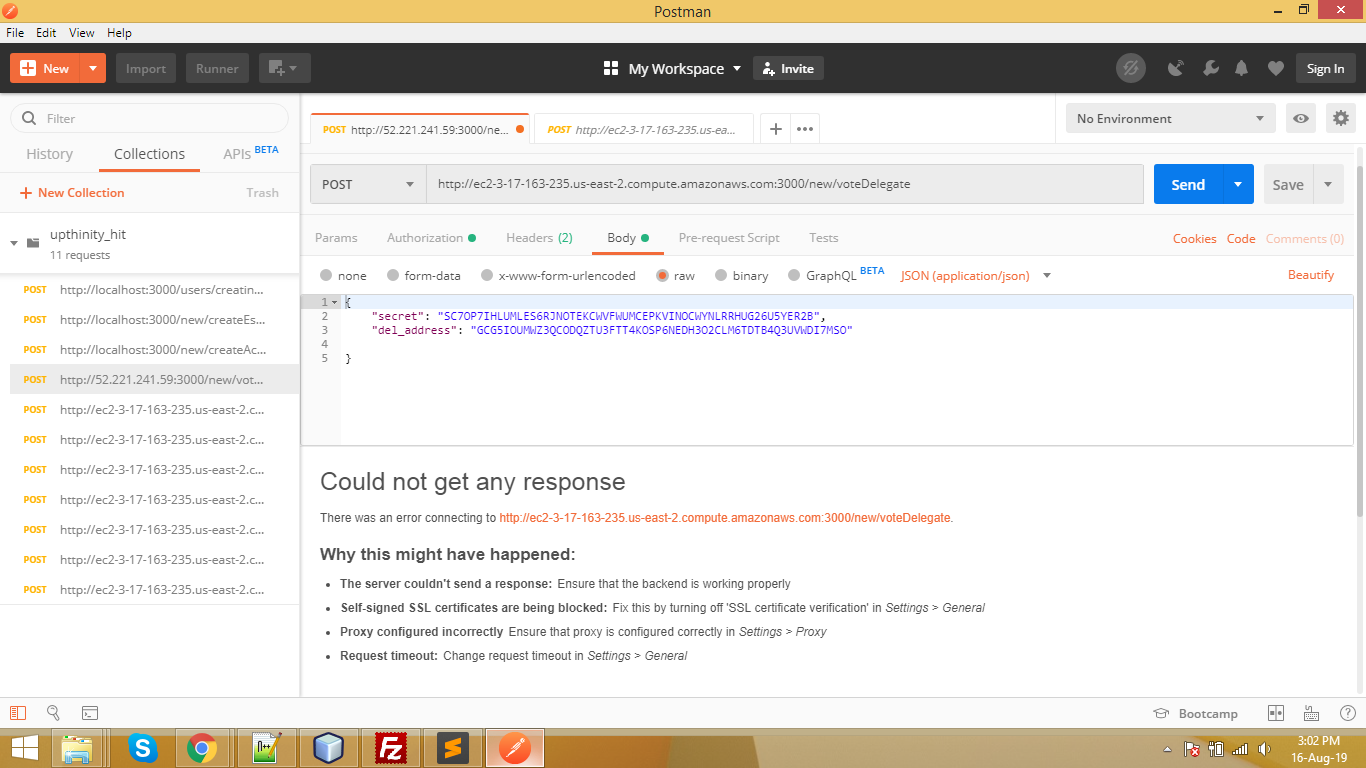 Postman
File Edit View Help
New Import Runner My Workspace Invite Sign In
Filter
History Collections APIs BETA
New Collection Trash
upthinity_hit
11 requests
POST http://localhost:3000/users/creatin...
POST http://localhost:3000/new/createEs...
POST http://localhost:3000/new/createAc...
POST http://52.221.241.59:3000/new/vot...
POST http://ec2-3-17-163-235.us-east-2.c...
POST http://ec2-3-17-163-235.us-east-2.c...
POST http://ec2-3-17-163-235.us-east-2.c...
POST http://ec2-3-17-163-235.us-east-2.c...
POST http://ec2-3-17-163-235.us-east-2.c...
POST http://ec2-3-17-163-235.us-east-2.c...
POST http://ec2-3-17-163-235.us-east-2.c...
POST http://52.221.241.59:3000/ne... POST http://ec2-3-17-163-235.us-ea...
No Environment
POST http://ec2-3-17-163-235.us-east-2.compute.amazonaws.com:3000/new/voteDelegate Send Save
Params Authorization Headers (2) Body Pre-request Script Tests Cookies Code Comments (0)
none form-data x-www-form-urlencoded raw binary GraphQL BETA JSON (application/json) Beautify
1 {
2 "secret": "SC7OP7IHLUMLES6RJNOTEKCWVFWUMCEPKVINOCWYNLRRHUG26U5YER2B",
3 "del_address": "GCG5IOUMWZ3QCODQZTU3FTT4KOSP6NEDH3O2CLM6TDTB4Q3UVWDI7MSO"
4
5 }
Could not get any response
There was an error connecting to http://ec2-3-17-163-235.us-east-2.compute.amazonaws.com:3000/new/voteDelegate.
Why this might have happened:
• The server couldn't send a response: Ensure that the backend is working properly
• Self-signed SSL certificates are being blocked: Fix this by turning off 'SSL certificate verification' in Settings > General
• Proxy configured incorrectly Ensure that proxy is configured correctly in Settings > Proxy
• Request timeout: Change request timeout in Settings > General
Bootcamp
3:02 PM
16-Aug-19